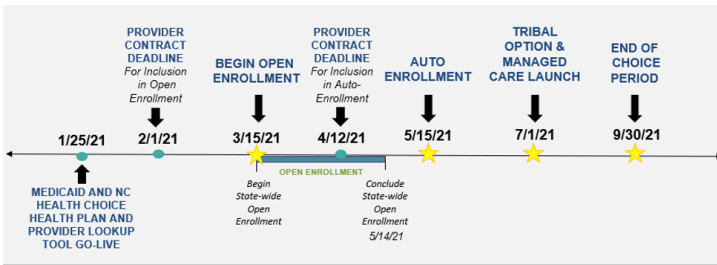 PROVIDER
CONTRACT
DEADLINE
For Inclusion
in Open
Enrollment
BEGIN OPEN
ENROLLMENT
PROVIDER
CONTRACT
DEADLINE
For Inclusion
in Auto-
Enrollment
AUTO
ENROLLMENT
TRIBAL
OPTION &
MANAGED
CARE LAUNCH
END OF
CHOICE
PERIOD
1/25/21
2/1/21
3/15/21
4/12/21
5/15/21
7/1/21
9/30/21
MEDICAID AND NC
HEALTH CHOICE
HEALTH PLAN AND
PROVIDER LOOKUP
TOOL GO-LIVE
OPEN ENROLLMENT
Begin
State-wide
Open
Enrollment
Conclude
State-wide
Open
Enrollment
5/14/21